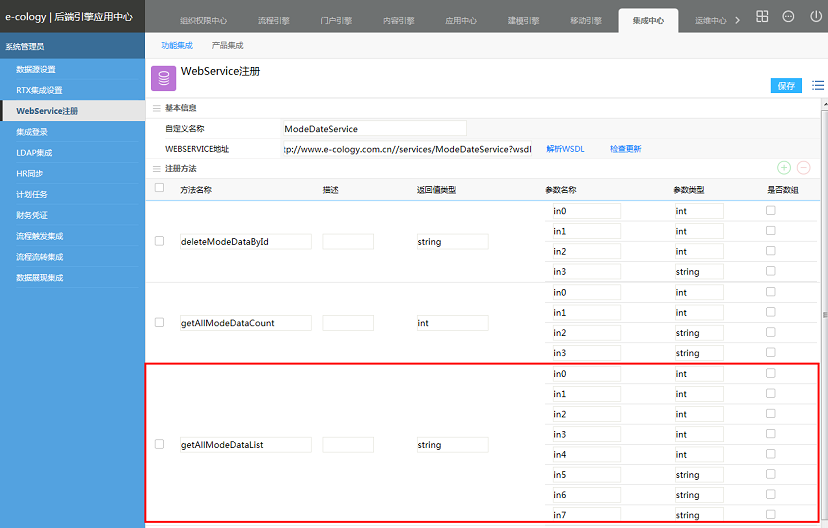 e-cology | 后端引擎应用中心
组织权限中心 流程引擎 门户引擎 内容引擎 应用中心 建模引擎 移动引擎 集成中心 运维中心
系统管理员
功能集成 产品集成
数据源设置
RTX集成设置
WebService注册
集成登录
LDAP集成
HR同步
计划任务
财务凭证
流程触发集成
流程流转集成
数据展现集成
WebService注册
保存
基本信息
自定义名称 ModeDateService
WEBSERVICE地址 :p://www.e-cology.com.cn//services/ModeDateService?wsdl 解析WSDL 检查更新
注册方法
方法名称 描述 返回值类型 参数名称 参数类型 是否数组
deleteModeDataById string
in0 int
in1 int
in2 int
in3 string
getAllModeDataCount int
in0 int
in1 int
in2 string
in3 string
getAllModeDataList string
in0 int
in1 int
in2 int
in3 int
in4 int
in5 string
in6 string
in7 string